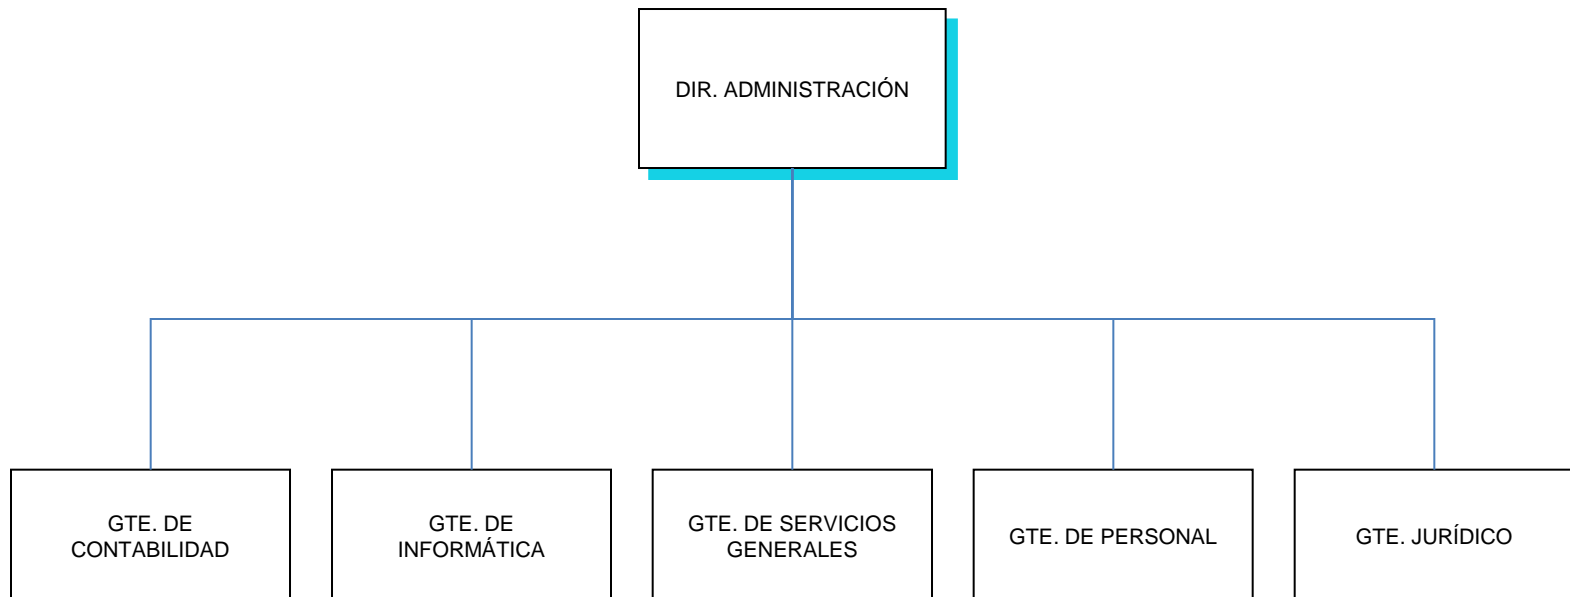 DIR. ADMINISTRACIÓN
GTE. DE
CONTABILIDAD
GTE. DE
INFORMÁTICA
GTE. DE SERVICIOS
GENERALES
GTE. DE PERSONAL
GTE. JURÍDICO